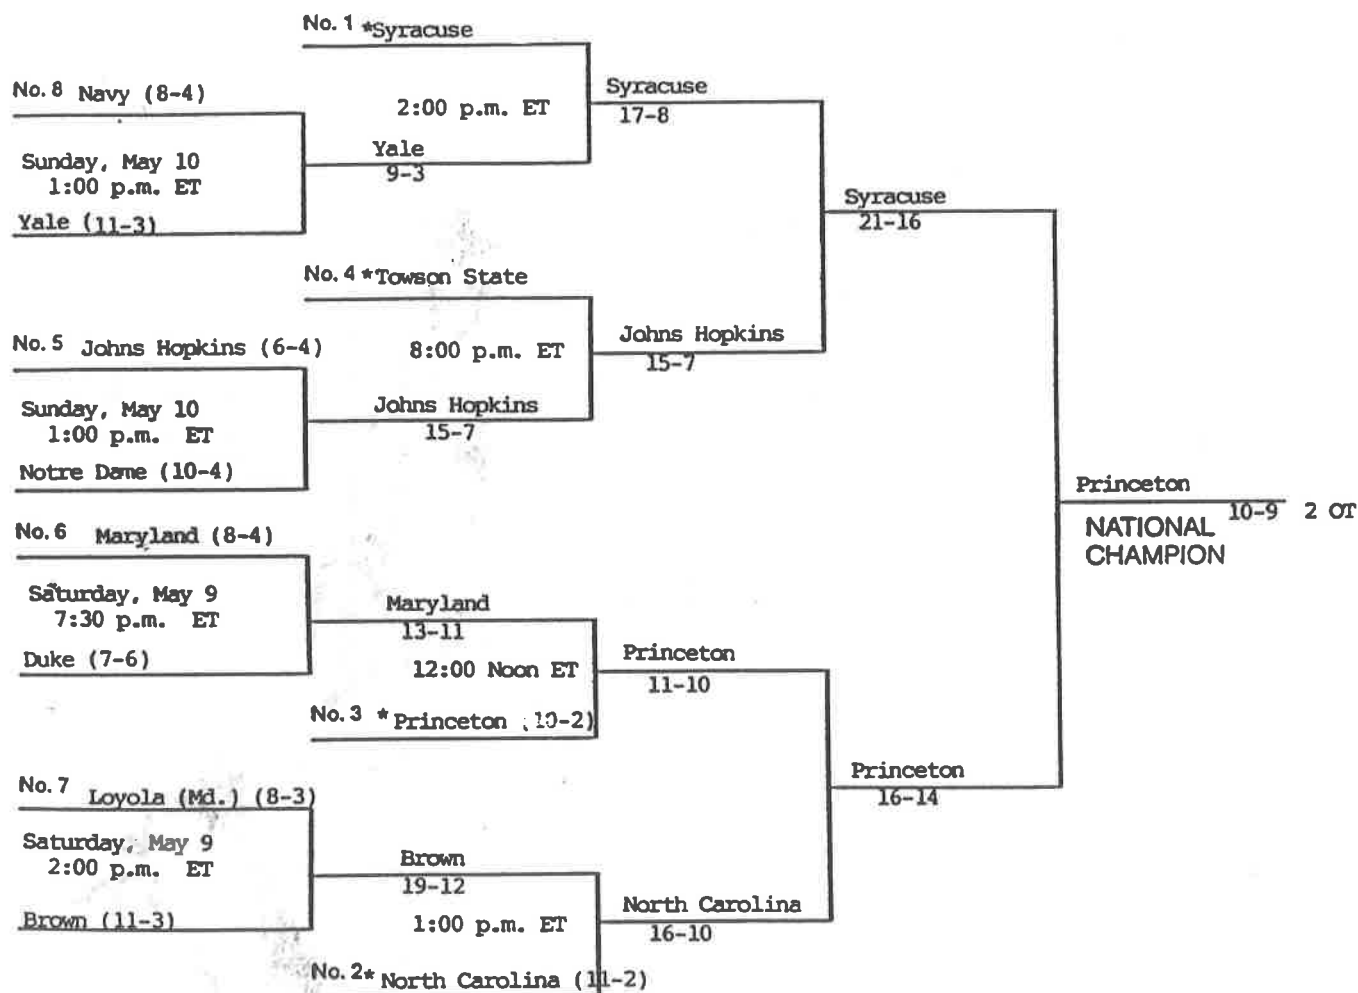 No. 1 *Syracuse
No. 8 Navy (8-4)
2:00 p.m. ET
Syracuse
17-8
Sunday, May 10
1:00 p.m. ET
Yale
9-3
Yale (11-3)
Syracuse
21-16
No. 4 *Towson State
No. 5 Johns Hopkins (6-4)
8:00 p.m. ET
Johns Hopkins
15-7
Sunday, May 10
1:00 p.m. ET
Johns Hopkins
15-7
Notre Dame (10-4)
Princeton
10-9 2 OT
NATIONAL
CHAMPION
No. 6 Maryland (8-4)
Saturday, May 9
7:30 p.m. ET
Maryland
13-11
Duke (7-6)
12:00 Noon ET
Princeton
11-10
No. 3 *Princeton (10-2)
Princeton
16-14
No. 7 Loyola (Md.) (8-3)
Saturday, May 9
2:00 p.m. ET
Brown
19-12
Brown (11-3)
1:00 p.m. ET
North Carolina
16-10
No. 2* North Carolina (11-2)